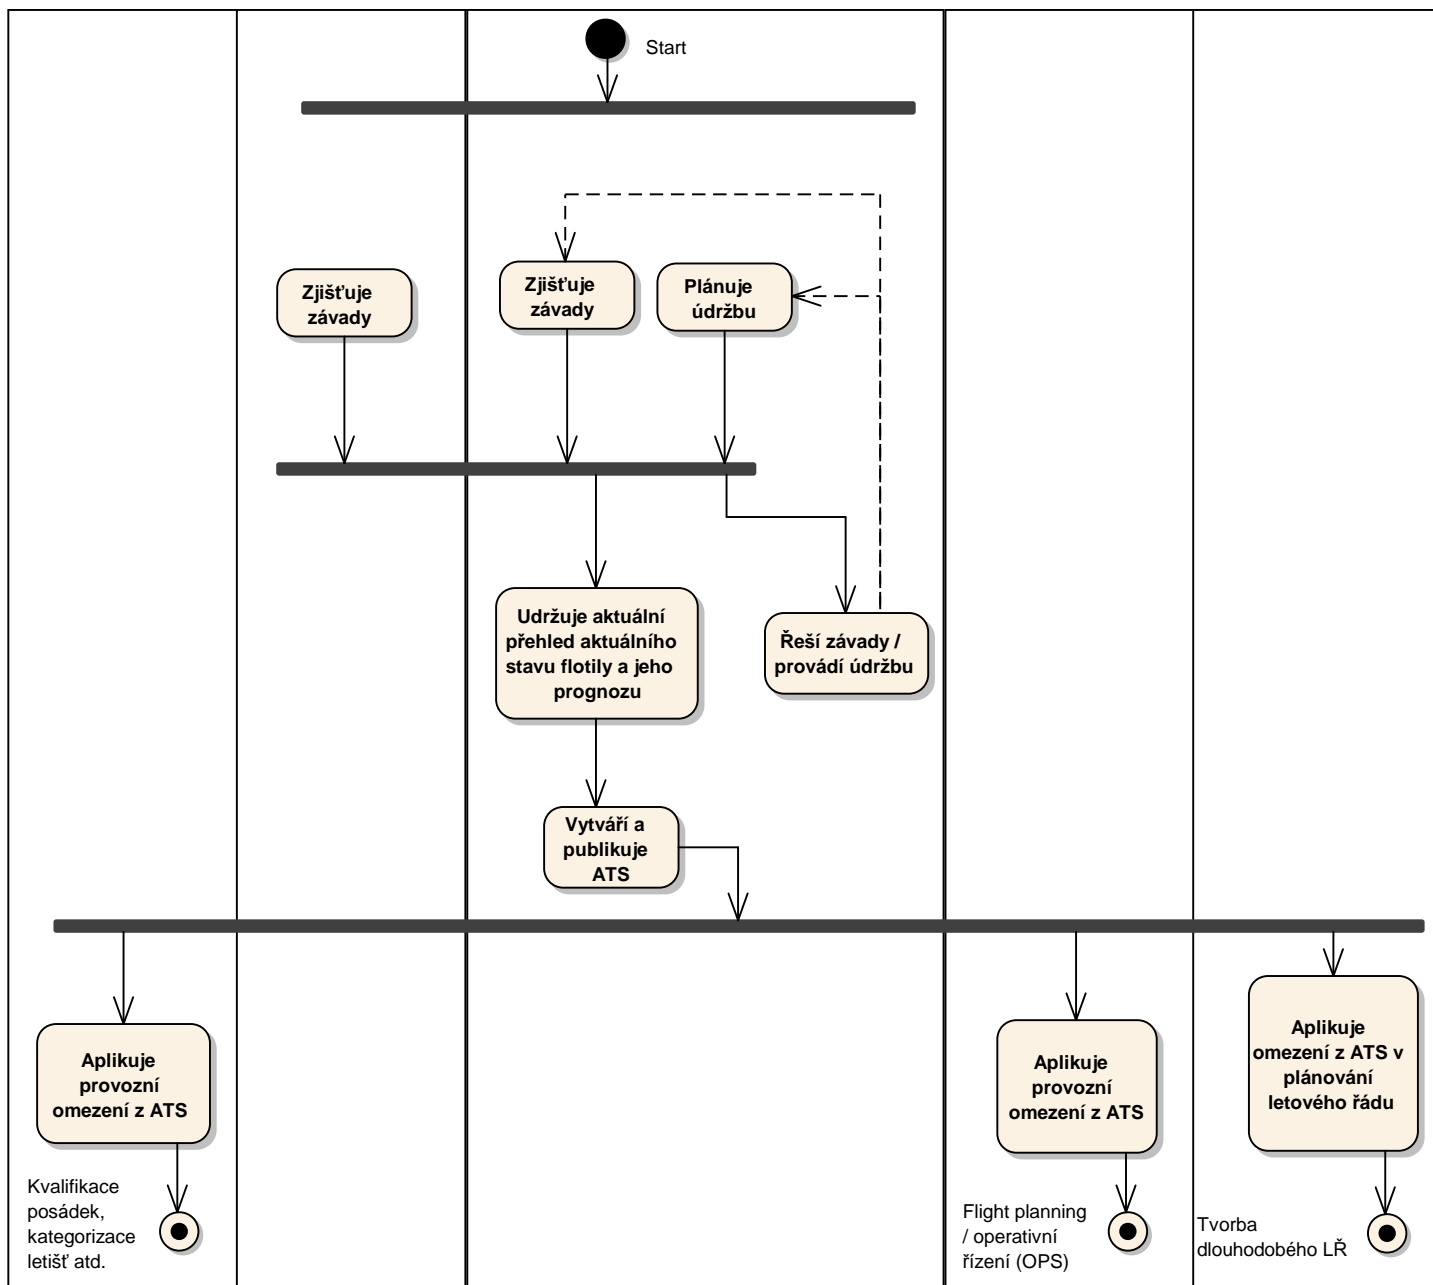 Start
Zjišťuje
závady
Zjišťuje
závady
Plánuje
údržbu
Udržuje aktuální
přehled aktuálního
stavu flotily a jeho
prognozu
Řeší závady /
provádí údržbu
Vytváří a
publikuje
ATS
Aplikuje
provozní
omezení z ATS
Aplikuje
provozní
omezení z ATS
Aplikuje
omezení z ATS v
plánování
letového řádu
Kvalifikace
posádek,
kategorizace
letišť atd.
Flight planning
/ operativní
řízení (OPS)
Tvorba
dlouhodobého LŘ